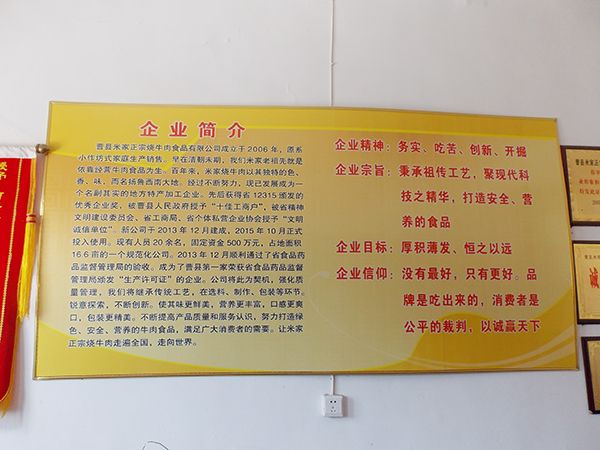 企业简介
曹县米家正宗烧牛肉食品有限公司成立于2006年，原系
小作坊式家庭生产销售。早在清朝末期，我们米家老祖先就是
依靠经营牛肉食品为生。百年来，米家烧牛肉以其独特的色、
香、味，而名扬鲁西南大地。经过不断努力，现已发展成为一
个名副其实的地方特产加工企业。先后获得省12315颁发的
优秀企业奖，被曹县人民政府授予“十佳工商户”，被省精神
文明建设委员会、省工商局、省个体私营企业协会授予“文明
诚信单位”。新公司于2013年12月建成，2015年10月正式
投入使用。现有人员20余名，固定资金500万元，占地面积
16.6亩的一个规范化公司。2013年12月顺利通过了省食品药
品监督管理局的验收。成为了曹县第一家荣获省食品药品监
督管理局颁发“生产许可证”的企业。公司将此为契机，强化质
量管理，我们将继承传统工艺，在选料、制作、包装等环节。
锐意探索，不断创新。使其味更鲜美，营养更丰富，口感更爽
口，包装更精美。不断提高产品质量和服务认识，努力打造绿
色、安全、营养的牛肉食品，满足广大消费者的需要。让米家
正宗烧牛肉走遍全国，走向世界。
企业精神：务实、吃苦、创新、开掘
企业宗旨：秉承祖传工艺，聚现代科
技之精华，打造安全、营
养的食品
企业目标：厚积薄发、恒之以远
企业信仰：没有最好，只有更好。品
牌是吃出来的，消费者是
公平的裁判，以诚赢天下
诚